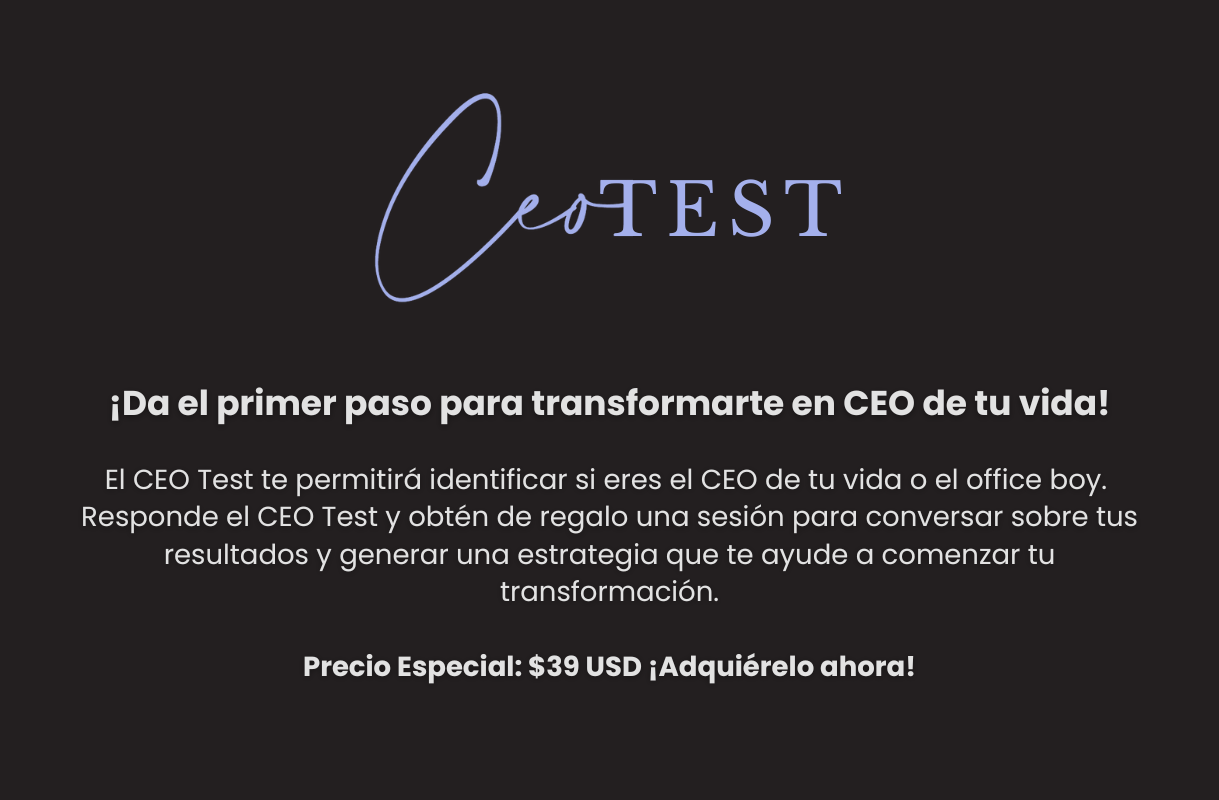 Ceo TEST
¡Da el primer paso para transformarte en CEO de tu vida!
El CEO Test te permitirá identificar si eres el CEO de tu vida o el office boy.
Responde el CEO Test y obtén de regalo una sesión para conversar sobre tus
resultados y generar una estrategia que te ayude a comenzar tu
transformación.
Precio Especial: $39 USD ¡Adquiérelo ahora!